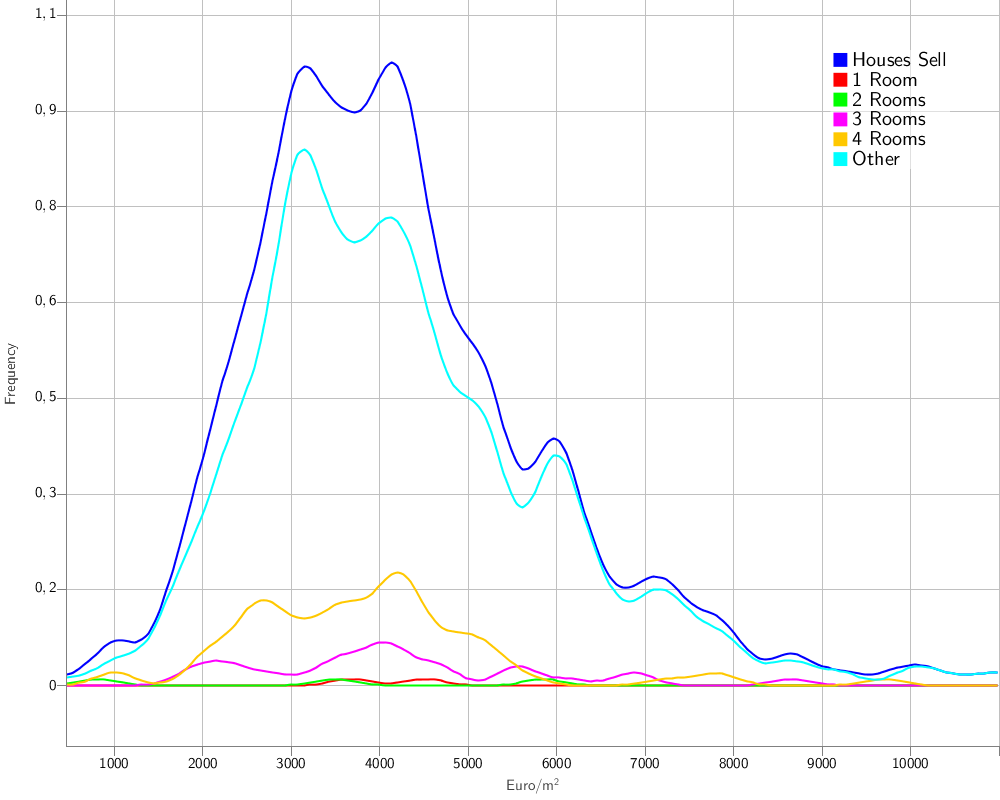 1, 1
0, 9
0, 8
0, 6
0, 5
0, 3
0, 2
0
Frequency
Houses Sell
1 Room
2 Rooms
3 Rooms
4 Rooms
Other
1000 2000 3000 4000 5000 6000 7000 8000 9000 10000
Euro/m²